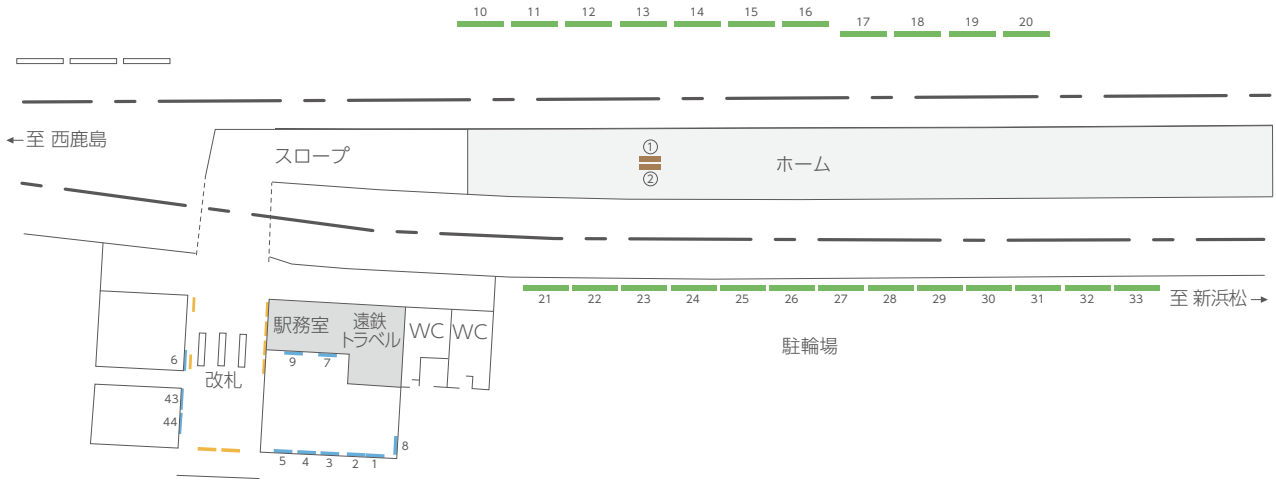 10 11 12 13 14 15 16
17 18 19 20
←至 西鹿島
スロープ
①
②
ホーム
21 22 23 24 25 26 27 28 29 30 31 32 33
至 新浜松→
駅務室
遠鉄
トラベル
WC
WC
駐輪場
6
改札
9
7
43
44
8
5 4 3 2 1